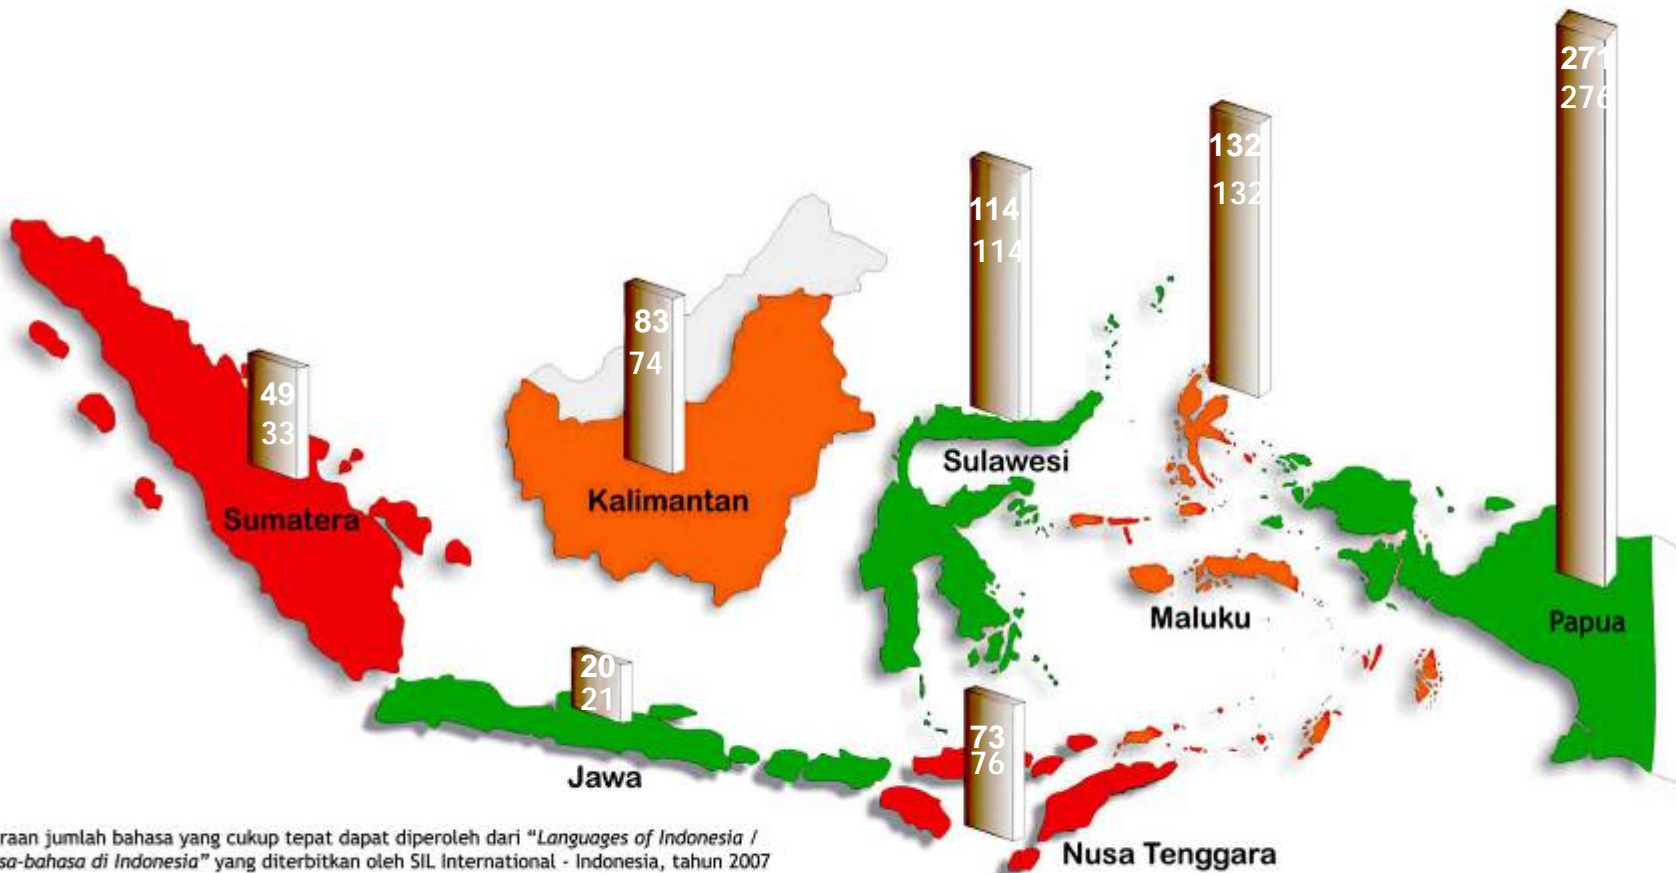 271
276
132
132
114
114
83
74
49
33
Sulawesi
Kalimantan
Sumatera
Maluku
Papua
20
21
73
76
Jawa
raan jumlah bahasa yang cukup tepat dapat diperoleh dari “Languages of Indonesia /
sa-bahasa di Indonesia” yang diterbitkan oleh SIL International - Indonesia, tahun 2007
Nusa Tenggara